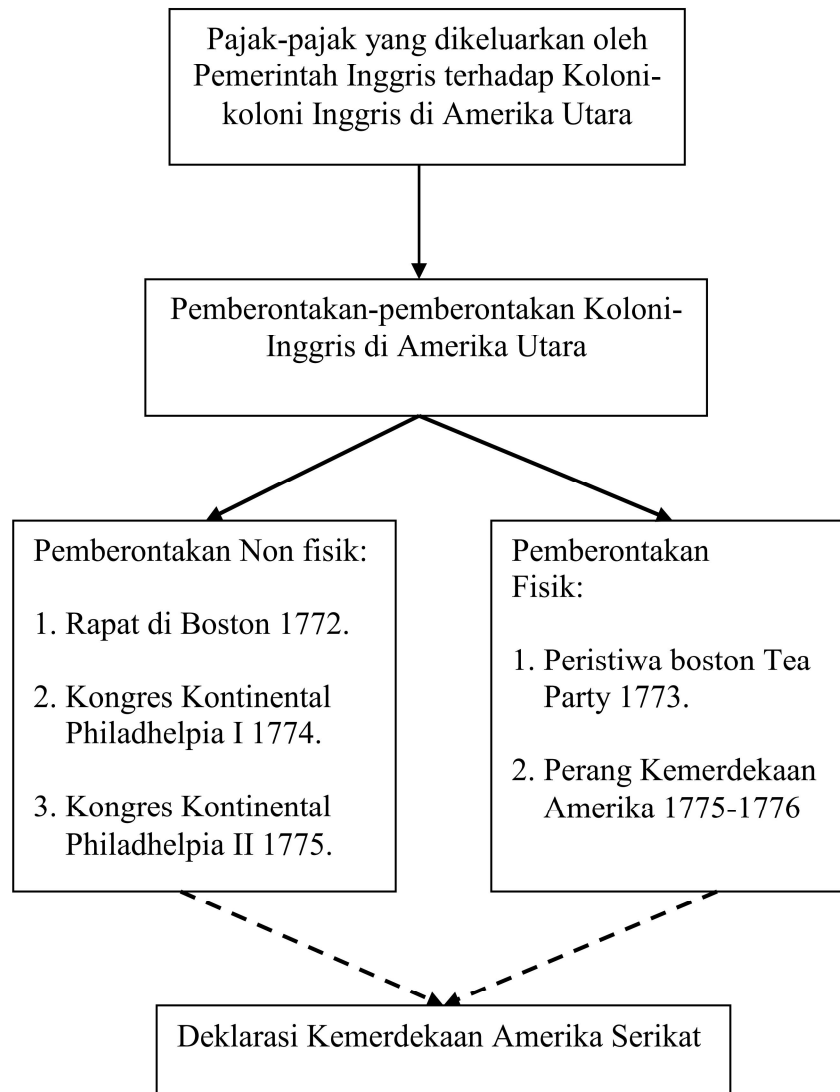 Pajak-pajak yang dikeluarkan oleh
Pemerintah Inggris terhadap Koloni-
koloni Inggris di Amerika Utara
Pemberontakan-pemberontakan Koloni-
Inggris di Amerika Utara
Pemberontakan Non fisik:
1. Rapat di Boston 1772.
2. Kongres Kontinental
Philadhelpia I 1774.
3. Kongres Kontinental
Philadhelpia II 1775.
Pemberontakan
Fisik:
1. Peristiwa boston Tea
Party 1773.
2. Perang Kemerdekaan
Amerika 1775-1776
Deklarasi Kemerdekaan Amerika Serikat